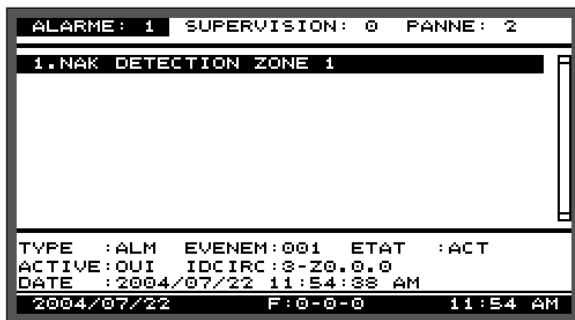 ALARME: 1 SUPERVISION: 0 PANNE: 2
1.NAK DETECTION ZONE 1
TYPE :ALM EVENEM:001 ETAT :ACT
ACTIVE:OUI IDCIRC:3-Z0.0.0
DATE :2004/07/22 11:54:38 AM
2004/07/22 F:0-0-0 11:54 AM